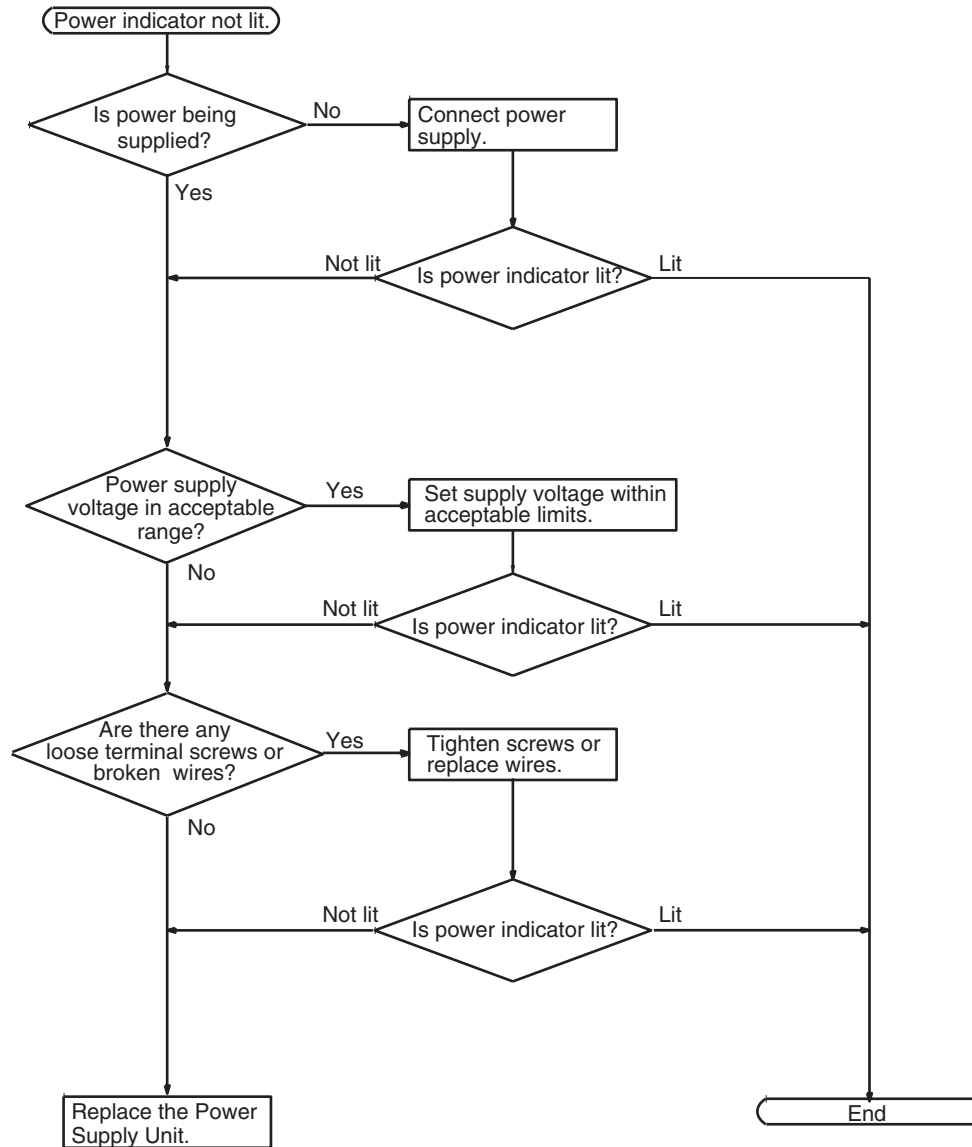 Power indicator not lit.
Is power being
supplied?
No
Connect power
supply.
Yes
Not lit
Is power indicator lit?
Lit
Power supply
voltage in acceptable
range?
Yes
Set supply voltage within
acceptable limits.
No
Not lit
Is power indicator lit?
Lit
Are there any
loose terminal screws or
broken wires?
Yes
Tighten screws or
replace wires.
No
Not lit
Is power indicator lit?
Lit
Replace the Power
Supply Unit.
End